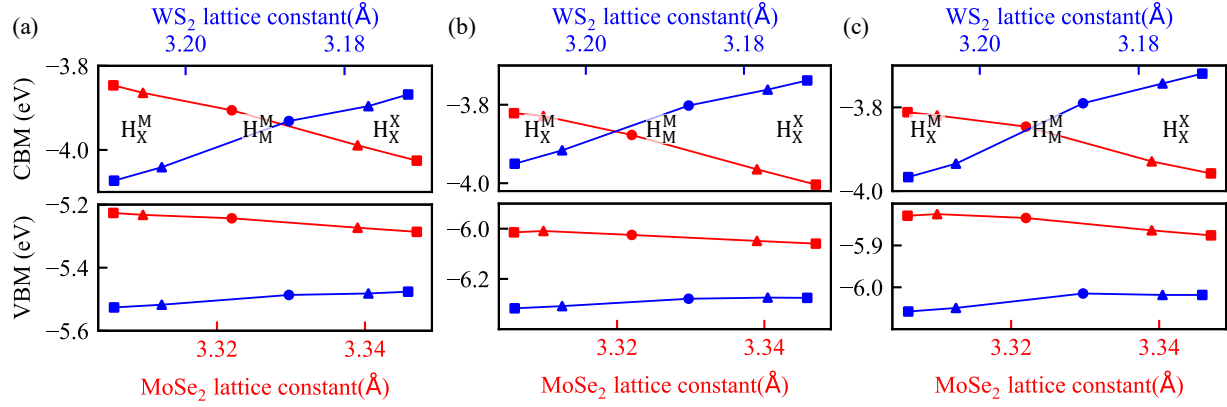 (a)
WS₂ lattice constant(Å)
3.20 3.18
CBM (eV)
−3.8
−4.0
H_X^M H_M^M H_X^X
VBM (eV)
−5.2
−5.4
−5.6
3.32 3.34
MoSe₂ lattice constant(Å)
(b)
WS₂ lattice constant(Å)
3.20 3.18
−3.8
−4.0
H_X^M H_M^M H_X^X
−6.0
−6.2
3.32 3.34
MoSe₂ lattice constant(Å)
(c)
WS₂ lattice constant(Å)
3.20 3.18
−3.8
−4.0
H_X^M H_M^M H_X^X
−5.9
−6.0
3.32 3.34
MoSe₂ lattice constant(Å)